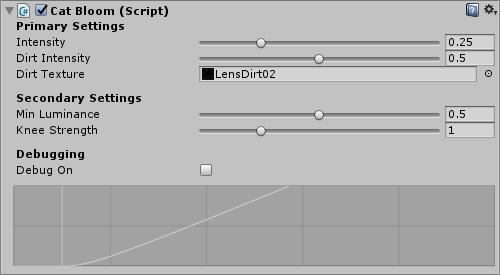 Cat Bloom (Script)
Primary Settings
Intensity 0.25
Dirt Intensity 0.5
Dirt Texture LensDirt02
Secondary Settings
Min Luminance 0.5
Knee Strength 1
Debugging
Debug On